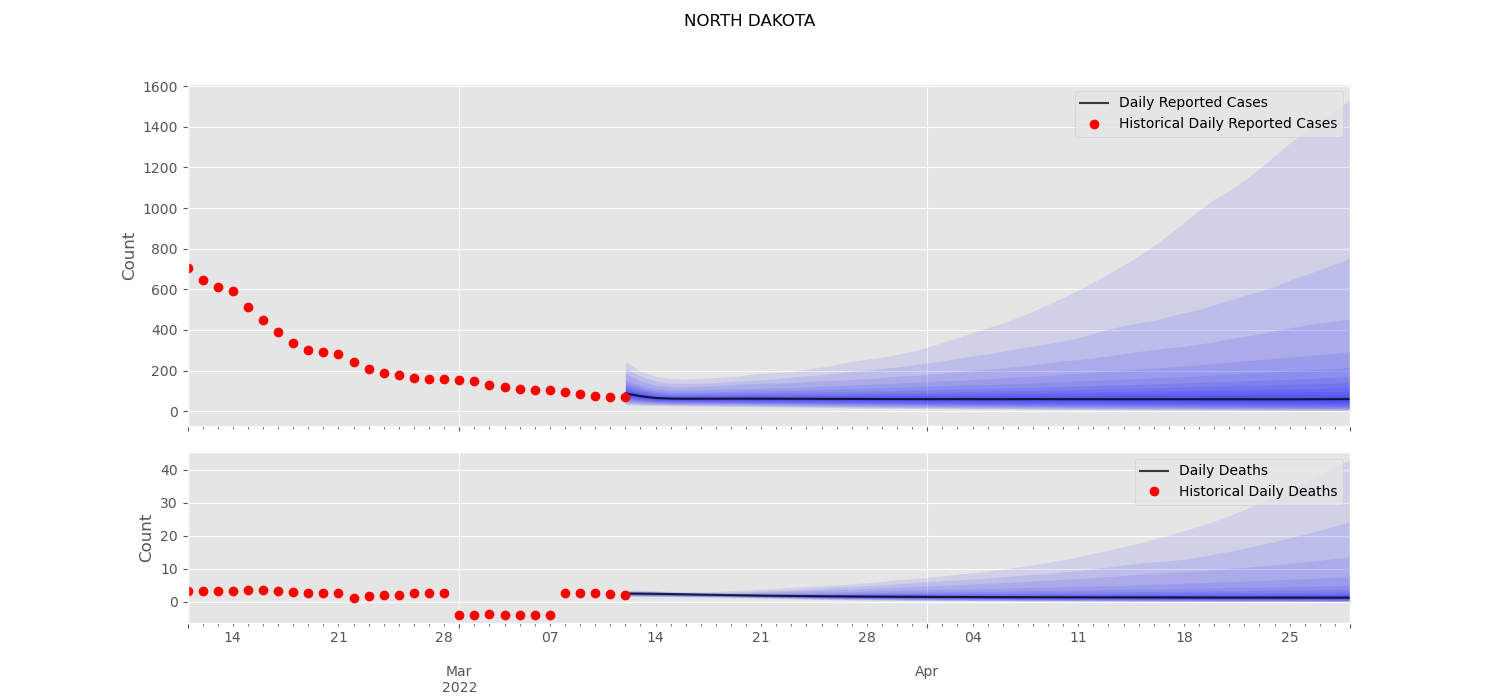 NORTH DAKOTA
1600
1400
1200
1000
800
600
400
200
0
Count
Daily Reported Cases
Historical Daily Reported Cases
40
30
20
10
0
Count
Daily Deaths
Historical Daily Deaths
14 21 28 07 14 21 28 04 11 18 25
Mar Apr
2022